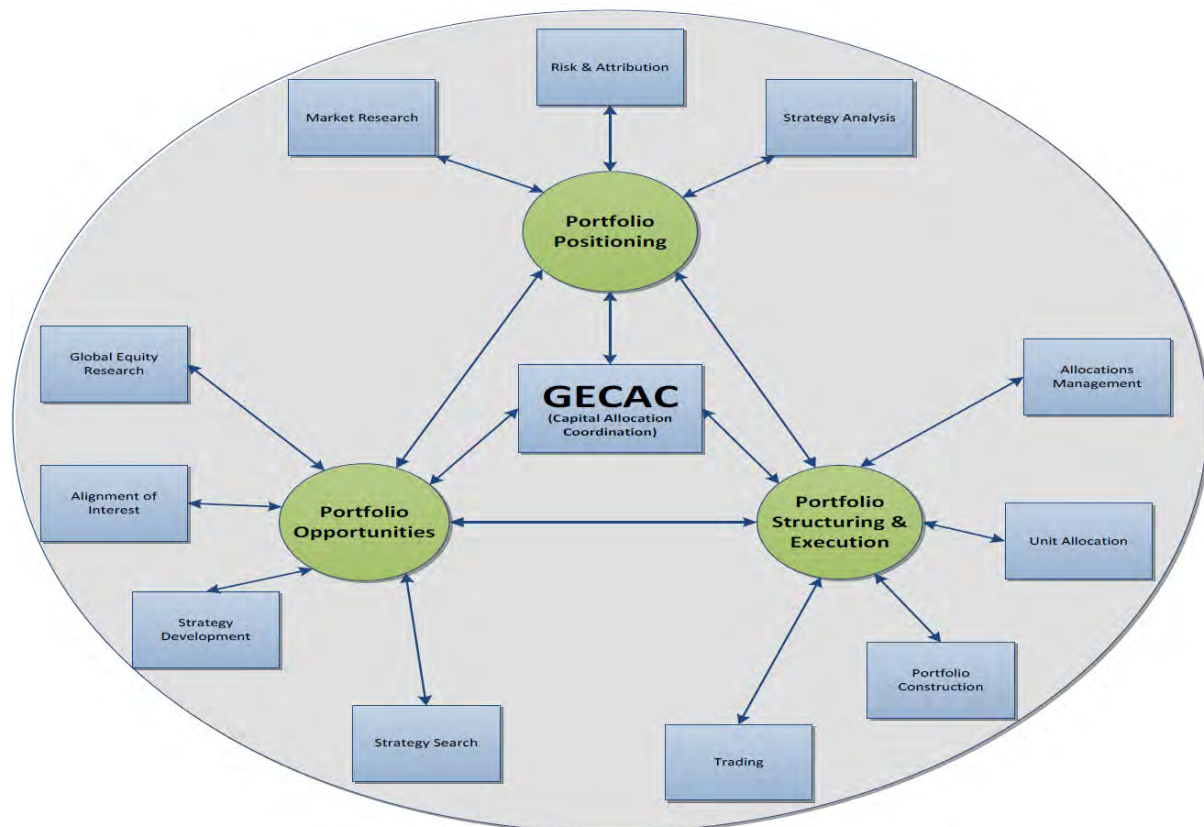 Risk & Attribution
Market Research
Strategy Analysis
Portfolio
Positioning
Global Equity
Research
GECAC
(Capital Allocation
Coordination)
Allocations
Management
Alignment of
Interest
Portfolio
Opportunities
Portfolio
Structuring &
Execution
Unit Allocation
Strategy
Development
Portfolio
Construction
Strategy Search
Trading